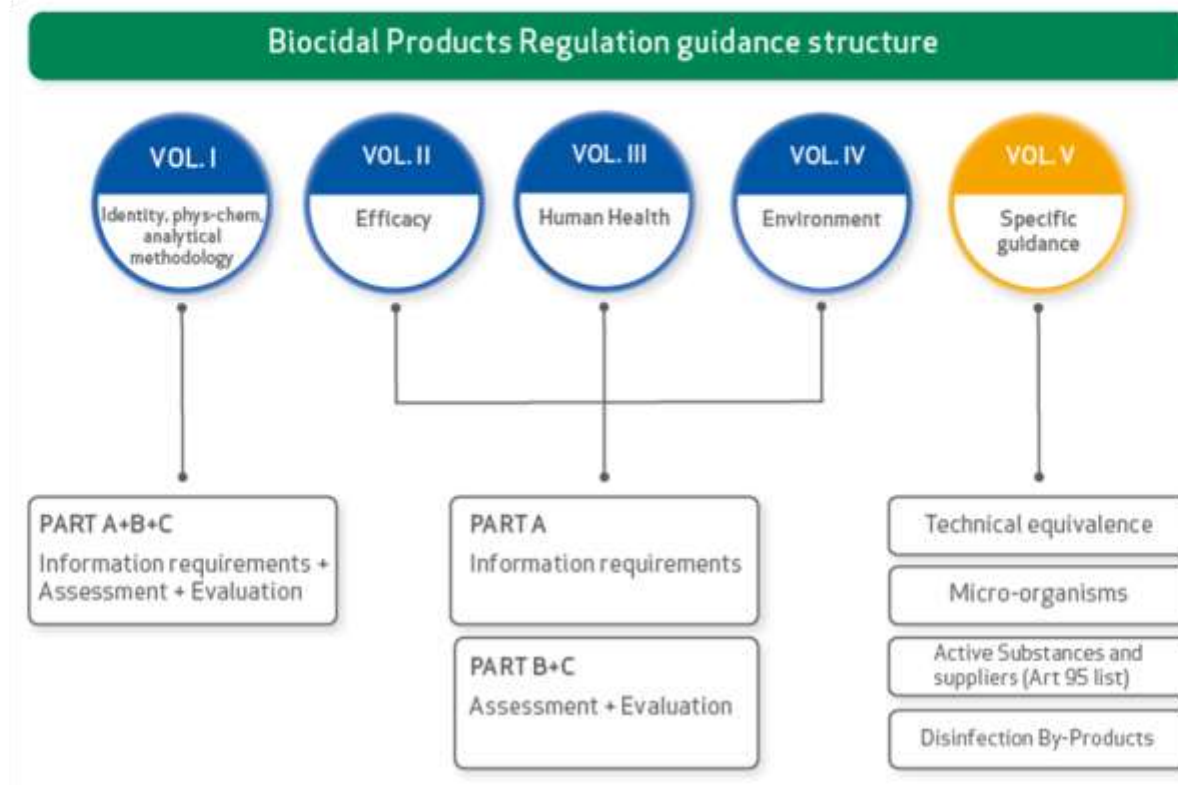 Biocidal Products Regulation guidance structure
VOL. I
Identity, phys-chem,
analytical
methodology
VOL. II
Efficacy
VOL. III
Human Health
VOL. IV
Environment
VOL. V
Specific
guidance
PART A+B+C
Information requirements +
Assessment + Evaluation
PART A
Information requirements
PART B+C
Assessment + Evaluation
Technical equivalence
Micro-organisms
Active Substances and
suppliers (Art 95 list)
Disinfection By-Products